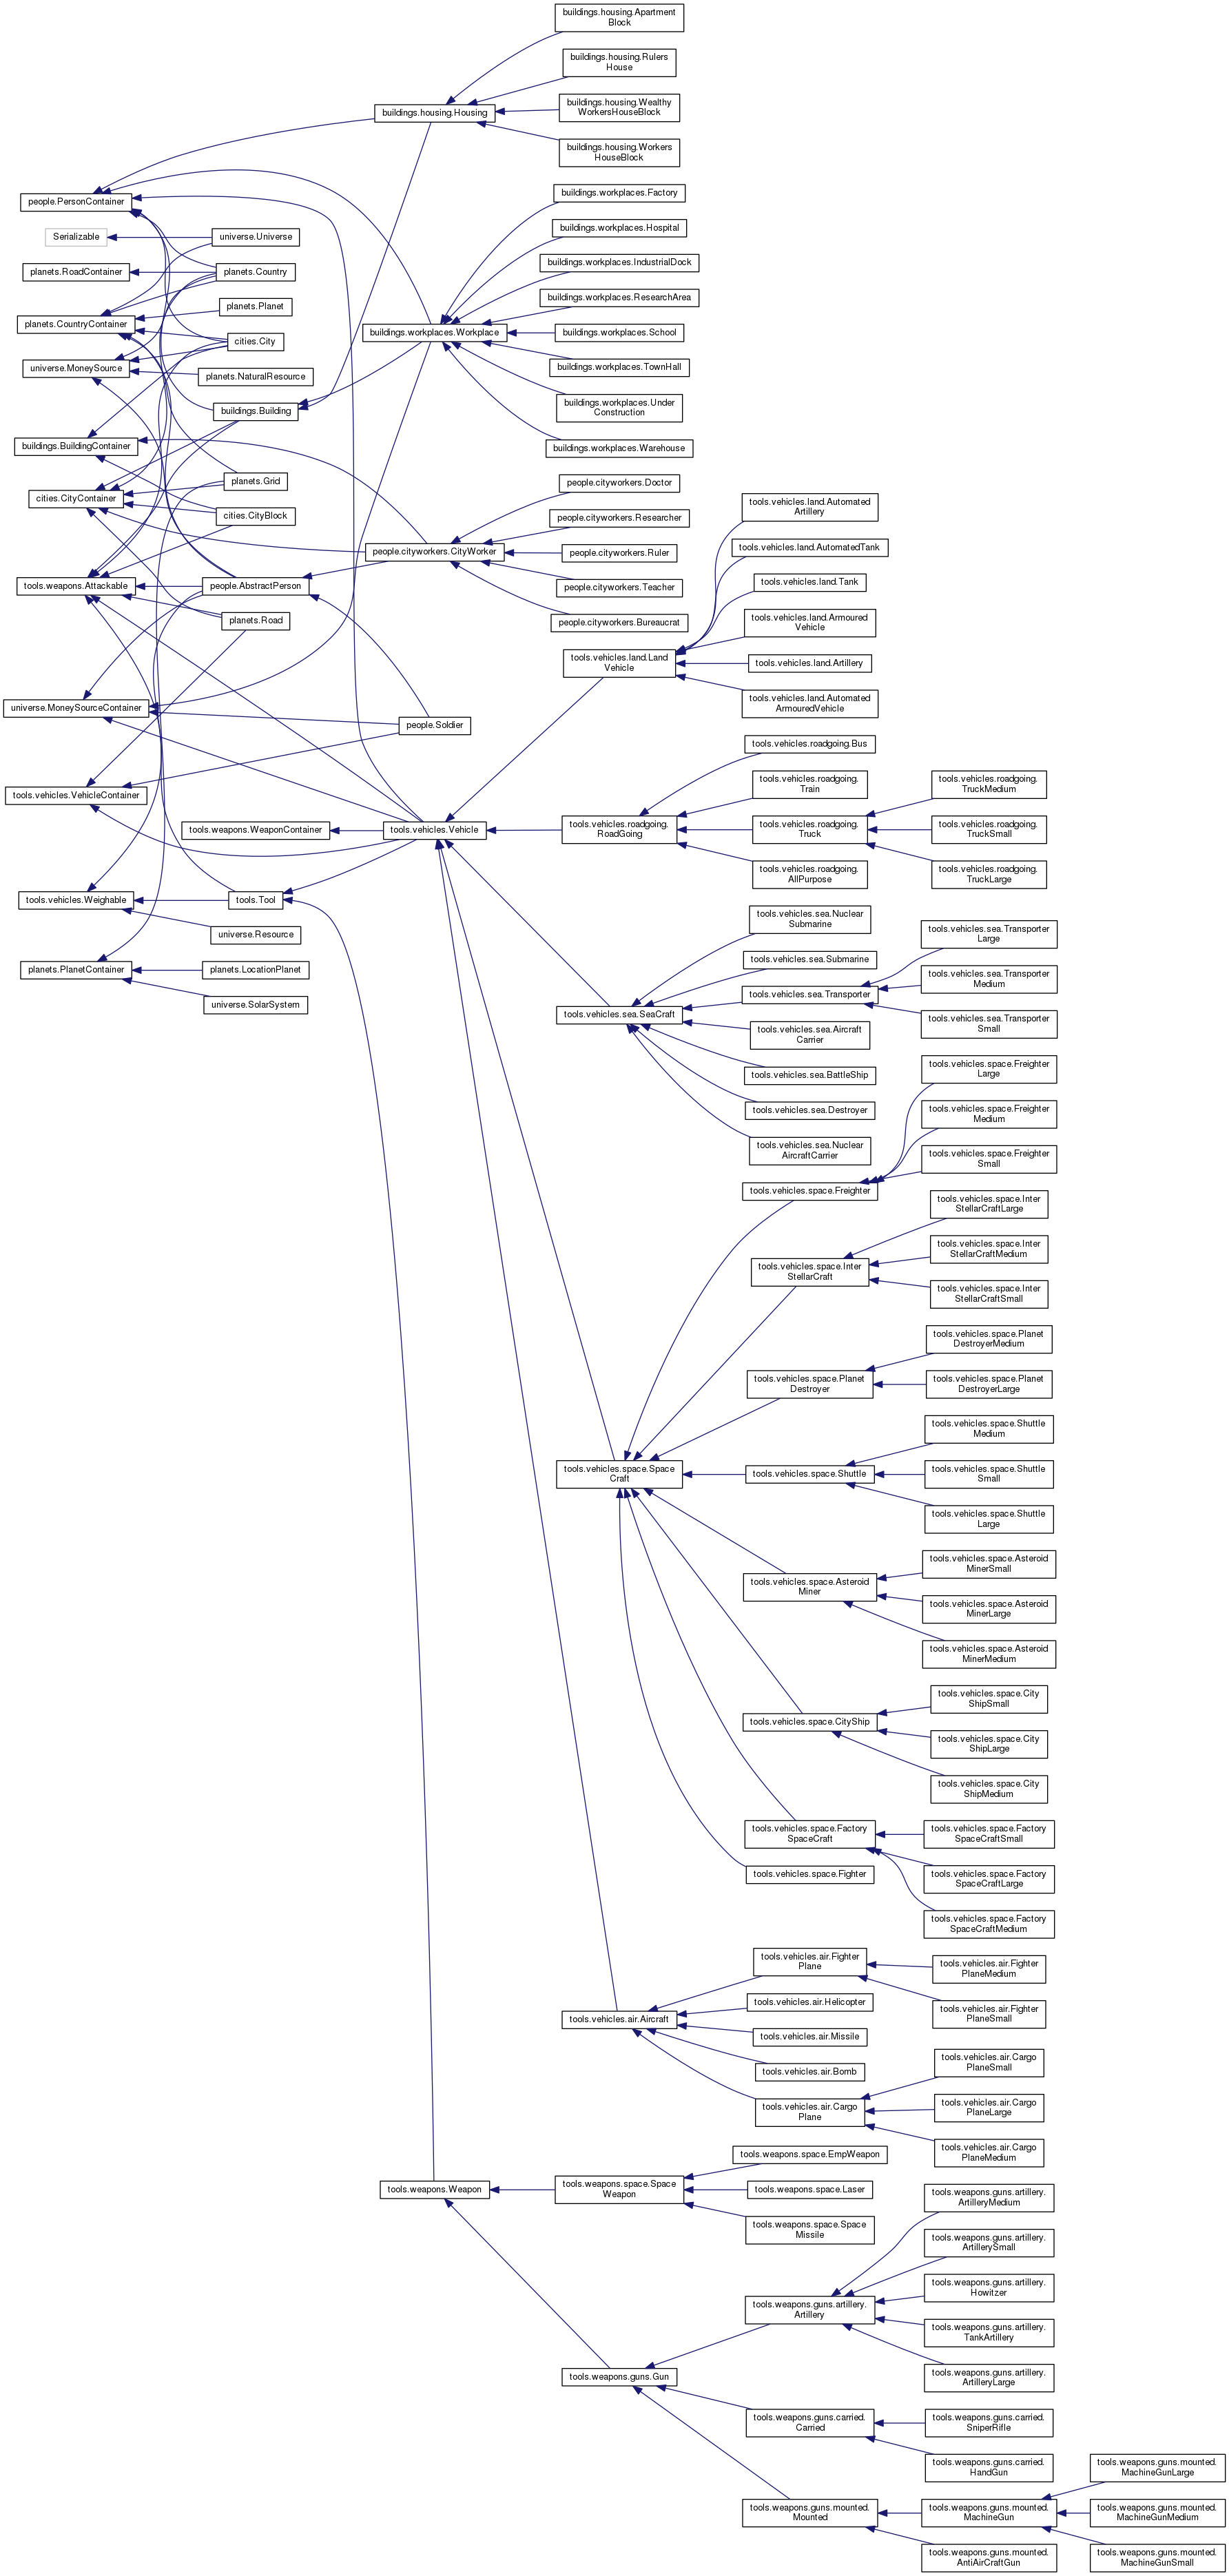 buildings.housing.Apartment
Block
buildings.housing.Rulers
House
buildings.housing.Wealthy
WorkersHouseBlock
buildings.housing.Workers
HouseBlock
buildings.housing.Housing
people.PersonContainer
Serializable
planets.RoadContainer
planets.CountryContainer
universe.MoneySource
buildings.BuildingContainer
cities.CityContainer
tools.weapons.Attackable
universe.MoneySourceContainer
tools.vehicles.VehicleContainer
tools.vehicles.Weighable
planets.PlanetContainer
universe.Universe
planets.Country
planets.Planet
cities.City
planets.NaturalResource
buildings.Building
planets.Grid
cities.CityBlock
people.AbstractPerson
planets.Road
tools.weapons.WeaponContainer
tools.Tool
universe.Resource
planets.LocationPlanet
universe.SolarSystem
buildings.workplaces.Workplace
people.cityworkers.CityWorker
people.Soldier
tools.vehicles.Vehicle
tools.weapons.Weapon
buildings.workplaces.Factory
buildings.workplaces.Hospital
buildings.workplaces.IndustrialDock
buildings.workplaces.ResearchArea
buildings.workplaces.School
buildings.workplaces.TownHall
buildings.workplaces.Under
Construction
buildings.workplaces.Warehouse
people.cityworkers.Doctor
people.cityworkers.Researcher
people.cityworkers.Ruler
people.cityworkers.Teacher
people.cityworkers.Bureaucrat
tools.vehicles.land.Land
Vehicle
tools.vehicles.land.Automated
Artillery
tools.vehicles.land.AutomatedTank
tools.vehicles.land.Tank
tools.vehicles.land.Armoured
Vehicle
tools.vehicles.land.Artillery
tools.vehicles.land.Automated
ArmouredVehicle
tools.vehicles.roadgoing.
RoadGoing
tools.vehicles.roadgoing.Bus
tools.vehicles.roadgoing.
Train
tools.vehicles.roadgoing.
Truck
tools.vehicles.roadgoing.
AllPurpose
tools.vehicles.roadgoing.
TruckMedium
tools.vehicles.roadgoing.
TruckSmall
tools.vehicles.roadgoing.
TruckLarge
tools.vehicles.sea.SeaCraft
tools.vehicles.sea.Nuclear
Submarine
tools.vehicles.sea.Submarine
tools.vehicles.sea.Transporter
tools.vehicles.sea.Aircraft
Carrier
tools.vehicles.sea.BattleShip
tools.vehicles.sea.Destroyer
tools.vehicles.sea.Nuclear
AircraftCarrier
tools.vehicles.sea.Transporter
Large
tools.vehicles.sea.Transporter
Medium
tools.vehicles.sea.Transporter
Small
tools.vehicles.space.Space
Craft
tools.vehicles.space.Freighter
tools.vehicles.space.Freighter
Large
tools.vehicles.space.Freighter
Medium
tools.vehicles.space.Freighter
Small
tools.vehicles.space.Inter
StellarCraft
tools.vehicles.space.Inter
StellarCraftLarge
tools.vehicles.space.Inter
StellarCraftMedium
tools.vehicles.space.Inter
StellarCraftSmall
tools.vehicles.space.Planet
Destroyer
tools.vehicles.space.Planet
DestroyerMedium
tools.vehicles.space.Planet
DestroyerLarge
tools.vehicles.space.Shuttle
tools.vehicles.space.Shuttle
Medium
tools.vehicles.space.Shuttle
Small
tools.vehicles.space.Shuttle
Large
tools.vehicles.space.Asteroid
Miner
tools.vehicles.space.Asteroid
MinerSmall
tools.vehicles.space.Asteroid
MinerLarge
tools.vehicles.space.Asteroid
MinerMedium
tools.vehicles.space.CityShip
tools.vehicles.space.City
ShipSmall
tools.vehicles.space.City
ShipLarge
tools.vehicles.space.City
ShipMedium
tools.vehicles.space.Factory
SpaceCraft
tools.vehicles.space.Factory
SpaceCraftSmall
tools.vehicles.space.Factory
SpaceCraftLarge
tools.vehicles.space.Factory
SpaceCraftMedium
tools.vehicles.space.Fighter
tools.vehicles.air.Aircraft
tools.vehicles.air.Fighter
Plane
tools.vehicles.air.Fighter
PlaneMedium
tools.vehicles.air.Fighter
PlaneSmall
tools.vehicles.air.Helicopter
tools.vehicles.air.Missile
tools.vehicles.air.Bomb
tools.vehicles.air.Cargo
Plane
tools.vehicles.air.Cargo
PlaneSmall
tools.vehicles.air.Cargo
PlaneLarge
tools.vehicles.air.Cargo
PlaneMedium
tools.weapons.space.Space
Weapon
tools.weapons.space.EmpWeapon
tools.weapons.space.Laser
tools.weapons.space.Space
Missile
tools.weapons.guns.Gun
tools.weapons.guns.artillery.
Artillery
tools.weapons.guns.artillery.
ArtilleryMedium
tools.weapons.guns.artillery.
ArtillerySmall
tools.weapons.guns.artillery.
Howitzer
tools.weapons.guns.artillery.
TankArtillery
tools.weapons.guns.artillery.
ArtilleryLarge
tools.weapons.guns.carried.
Carried
tools.weapons.guns.carried.
SniperRifle
tools.weapons.guns.carried.
HandGun
tools.weapons.guns.mounted.
Mounted
tools.weapons.guns.mounted.
MachineGun
tools.weapons.guns.mounted.
AntiAirCraftGun
tools.weapons.guns.mounted.
MachineGunLarge
tools.weapons.guns.mounted.
MachineGunMedium
tools.weapons.guns.mounted.
MachineGunSmall